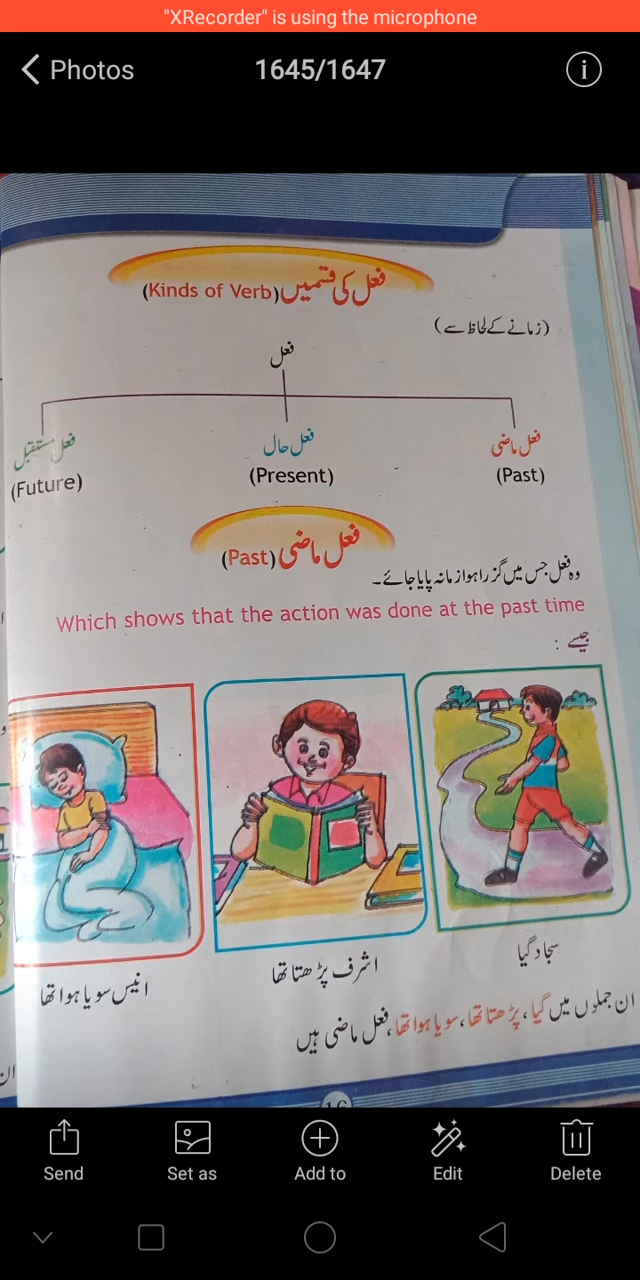 "XRecorder" is using the microphone
Photos
1645/1647
i
فعل کی قسمیں (Kinds of Verb)
(زمانے کے لحاظ سے)
فعل
فعل ماضی
(Past)
فعل حال
(Present)
فعل مستقبل
(Future)
فعل ماضی (Past)
وہ فعل جس میں گزرا ہوا زمانہ پایا جائے۔
Which shows that the action was done at the past time
جیسے :
سجاد گیا
اشرف پڑھتا تھا
انیس سویا ہوا تھا
ان جملوں میں گیا، پڑھتا تھا، سویا ہوا تھا، فعل ماضی ہیں
16
Send
Set as
Add to
Edit
Delete